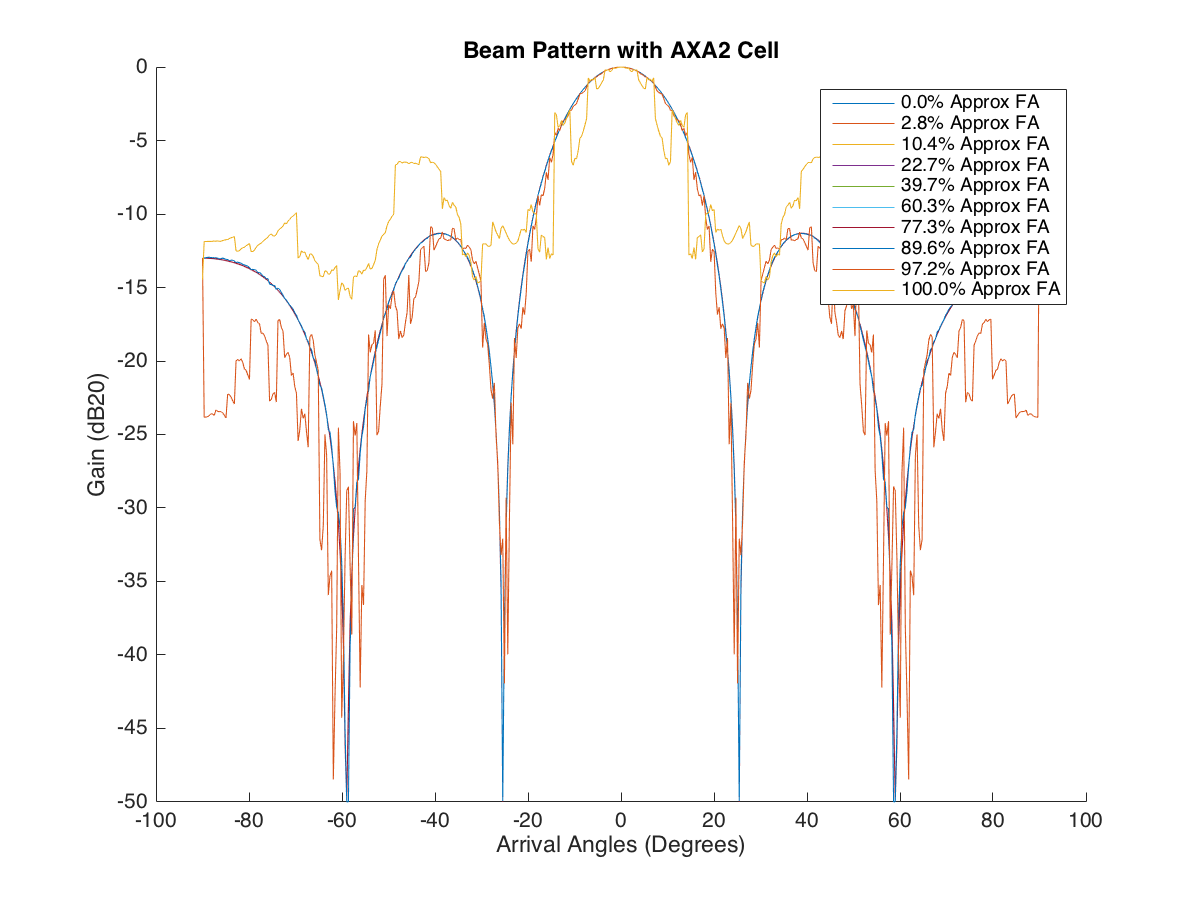 Beam Pattern with AXA2 Cell
0
-5
-10
-15
-20
-25
-30
-35
-40
-45
-50
Gain (dB20)
0.0% Approx FA
2.8% Approx FA
10.4% Approx FA
22.7% Approx FA
39.7% Approx FA
60.3% Approx FA
77.3% Approx FA
89.6% Approx FA
97.2% Approx FA
100.0% Approx FA
-100 -80 -60 -40 -20 0 20 40 60 80 100
Arrival Angles (Degrees)